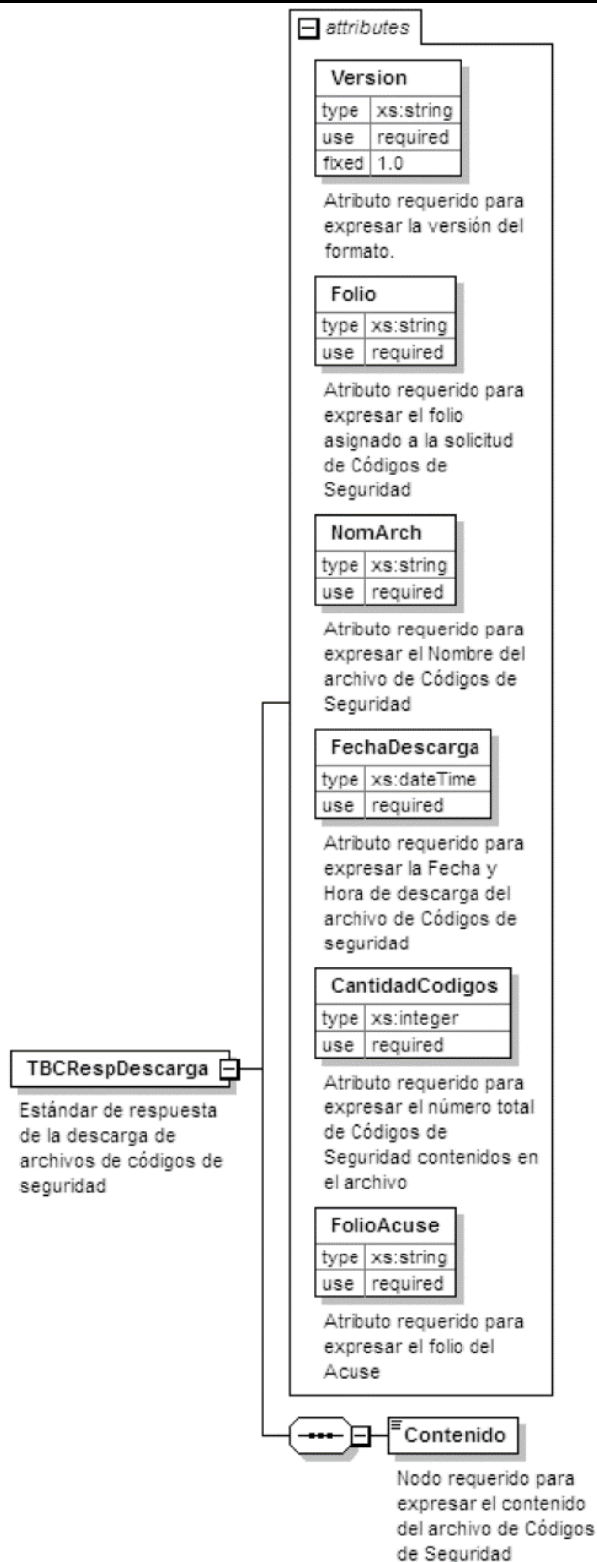 attributes
Version
type xs:string
use required
fixed 1.0
Atributo requerido para
expresar la versión del
formato.
Folio
type xs:string
use required
Atributo requerido para
expresar el folio
asignado a la solicitud
de Códigos de
Seguridad
NomArch
type xs:string
use required
Atributo requerido para
expresar el Nombre del
archivo de Códigos de
Seguridad
FechaDescarga
type xs:dateTime
use required
Atributo requerido para
expresar la Fecha y
Hora de descarga del
archivo de Códigos de
seguridad
CantidadCodigos
type xs:integer
use required
Atributo requerido para
expresar el número total
de Códigos de
Seguridad contenidos en
el archivo
FolioAcuse
type xs:string
use required
Atributo requerido para
expresar el folio del
Acuse
TBCRespDescarga
Estándar de respuesta
de la descarga de
archivos de códigos de
seguridad
Contenido
Nodo requerido para
expresar el contenido
del archivo de Códigos
de Seguridad